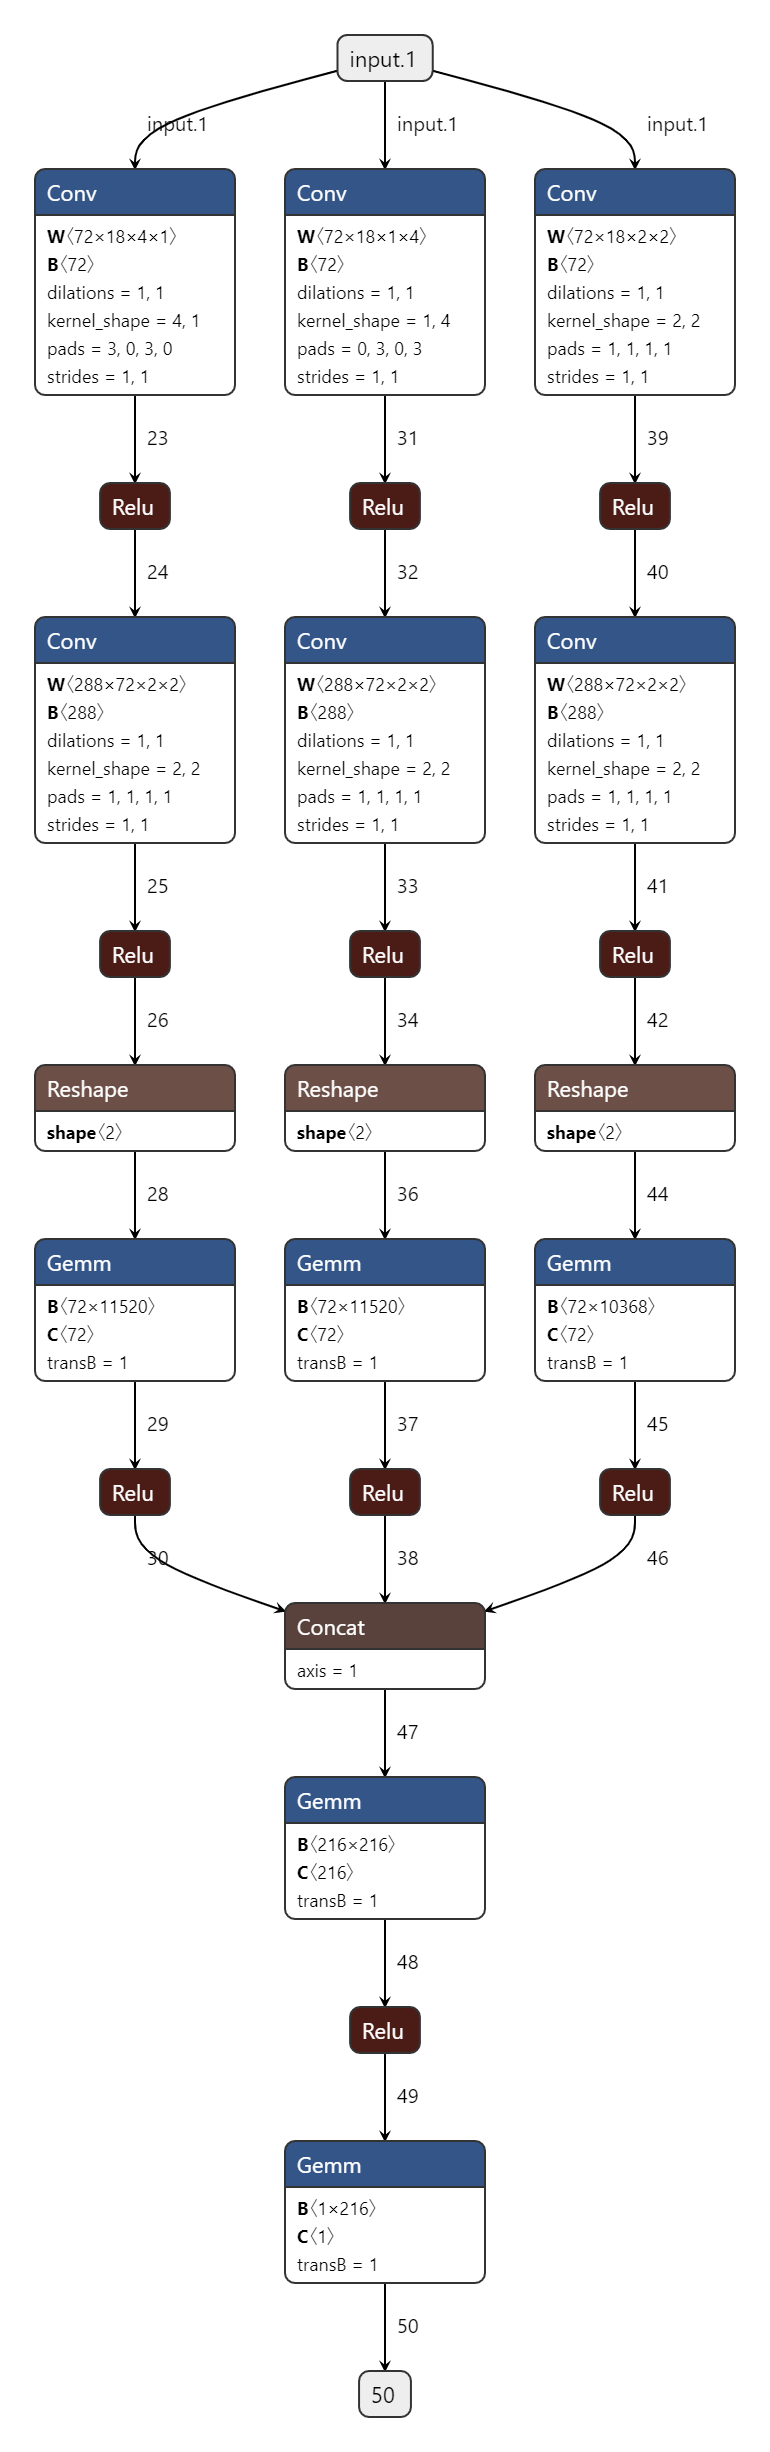 input.1
input.1
input.1
input.1
Conv
W〈72×18×4×1〉
B〈72〉
dilations = 1, 1
kernel_shape = 4, 1
pads = 3, 0, 3, 0
strides = 1, 1
Conv
W〈72×18×1×4〉
B〈72〉
dilations = 1, 1
kernel_shape = 1, 4
pads = 0, 3, 0, 3
strides = 1, 1
Conv
W〈72×18×2×2〉
B〈72〉
dilations = 1, 1
kernel_shape = 2, 2
pads = 1, 1, 1, 1
strides = 1, 1
23
31
39
Relu
Relu
Relu
24
32
40
Conv
W〈288×72×2×2〉
B〈288〉
dilations = 1, 1
kernel_shape = 2, 2
pads = 1, 1, 1, 1
strides = 1, 1
Conv
W〈288×72×2×2〉
B〈288〉
dilations = 1, 1
kernel_shape = 2, 2
pads = 1, 1, 1, 1
strides = 1, 1
Conv
W〈288×72×2×2〉
B〈288〉
dilations = 1, 1
kernel_shape = 2, 2
pads = 1, 1, 1, 1
strides = 1, 1
25
33
41
Relu
Relu
Relu
26
34
42
Reshape
shape〈2〉
Reshape
shape〈2〉
Reshape
shape〈2〉
28
36
44
Gemm
B〈72×11520〉
C〈72〉
transB = 1
Gemm
B〈72×11520〉
C〈72〉
transB = 1
Gemm
B〈72×10368〉
C〈72〉
transB = 1
29
37
45
Relu
Relu
Relu
30
38
46
Concat
axis = 1
47
Gemm
B〈216×216〉
C〈216〉
transB = 1
48
Relu
49
Gemm
B〈1×216〉
C〈1〉
transB = 1
50
50